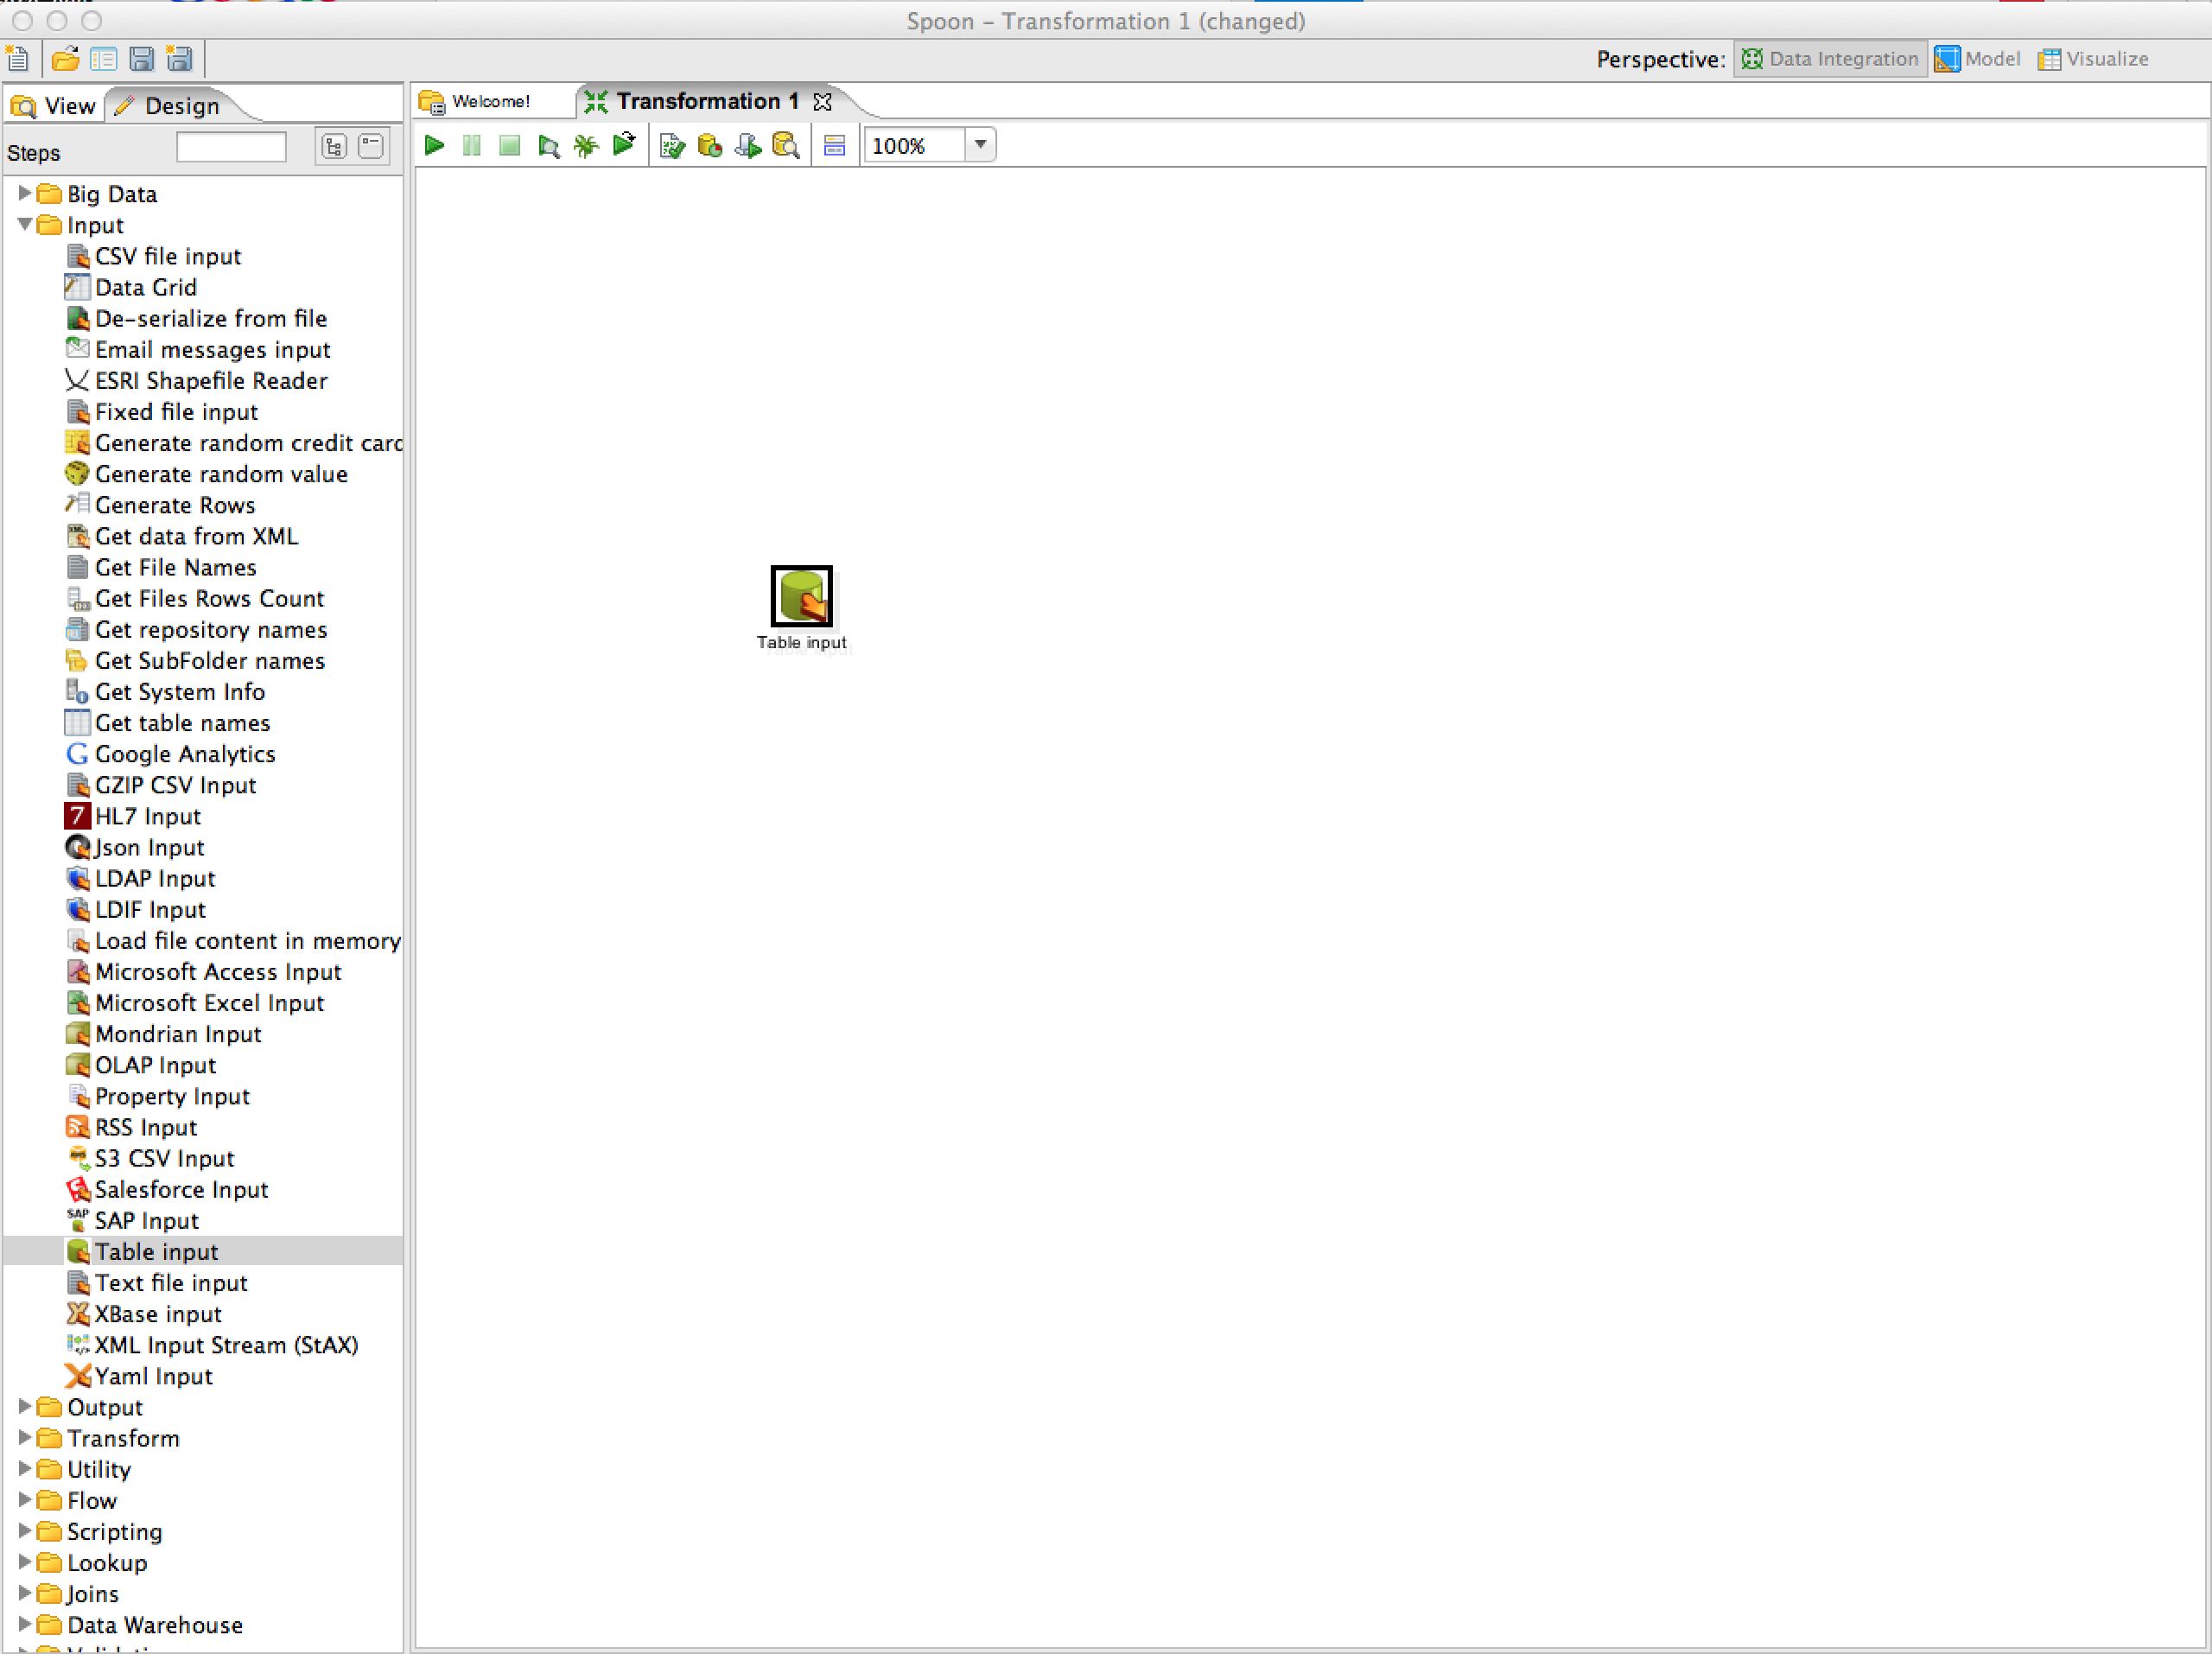 Spoon – Transformation 1 (changed)
Perspective: Data Integration Model Visualize
View Design
Welcome! Transformation 1
Steps
100%
Big Data
Input
CSV file input
Data Grid
De-serialize from file
Email messages input
ESRI Shapefile Reader
Fixed file input
Generate random credit card
Generate random value
Generate Rows
Get data from XML
Get File Names
Get Files Rows Count
Get repository names
Get SubFolder names
Get System Info
Get table names
Google Analytics
GZIP CSV Input
HL7 Input
Json Input
LDAP Input
LDIF Input
Load file content in memory
Microsoft Access Input
Microsoft Excel Input
Mondrian Input
OLAP Input
Property Input
RSS Input
S3 CSV Input
Salesforce Input
SAP Input
Table input
Text file input
XBase input
XML Input Stream (StAX)
Yaml Input
Output
Transform
Utility
Flow
Scripting
Lookup
Joins
Data Warehouse
Table input